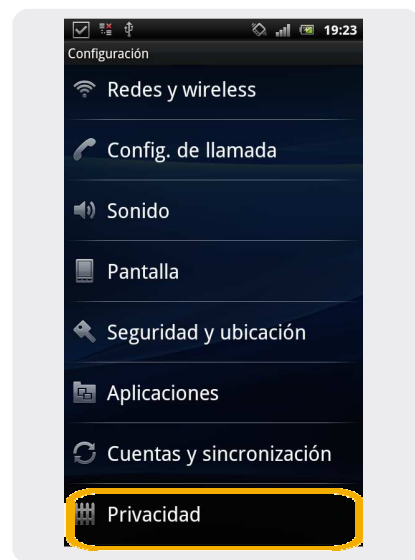 19:23
Configuración
Redes y wireless
Config. de llamada
Sonido
Pantalla
Seguridad y ubicación
Aplicaciones
Cuentas y sincronización
Privacidad